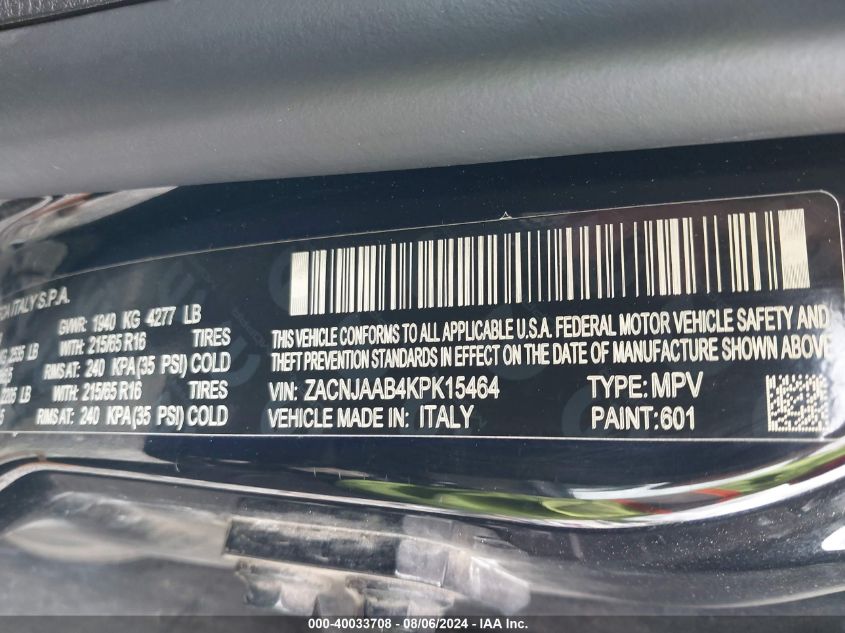 ITALY S.P.A.
GVWR: 1940 KG 4277 LB
LB WITH: 215/65 R16 TIRES
RIMS AT: 240 KPA(35 PSI) COLD
LB WITH: 215/65 R16 TIRES
RIMS AT: 240 KPA(35 PSI) COLD
THIS VEHICLE CONFORMS TO ALL APPLICABLE U.S.A. FEDERAL MOTOR VEHICLE SAFETY AND
THEFT PREVENTION STANDARDS IN EFFECT ON THE DATE OF MANUFACTURE SHOWN ABOVE
VIN: ZACNJAAB4KPK15464 TYPE: MPV
VEHICLE MADE IN: ITALY PAINT:601
000-40033708 - 08/06/2024 - IAA Inc.